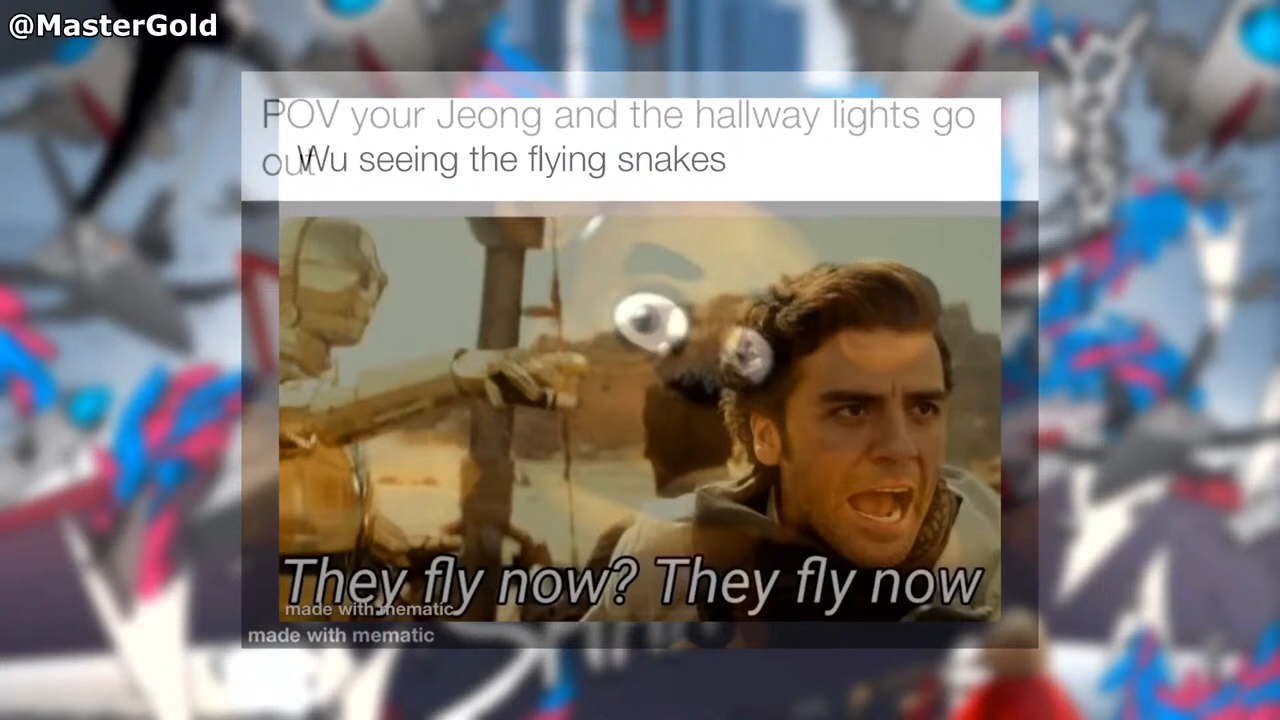 @MasterGold
POV your Jeong and the hallway lights go
out
Wu seeing the flying snakes
They fly now? They fly now
made with mematic
made with mematic